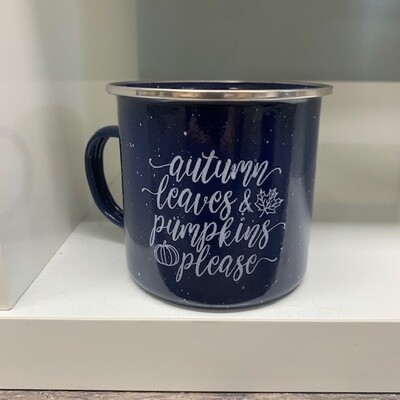 autumn
leaves &
pumpkins
please